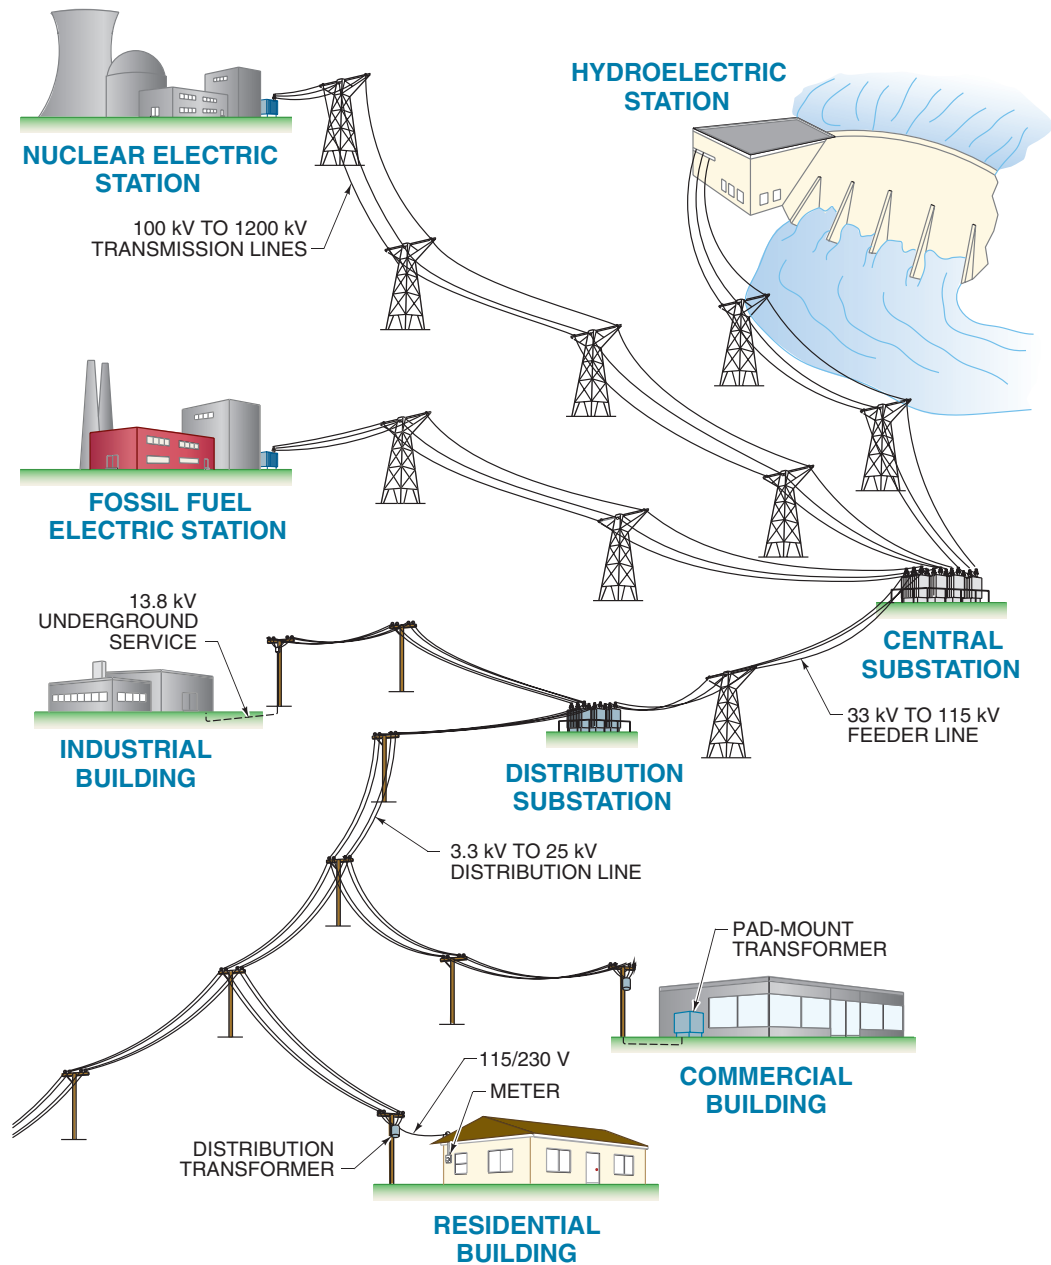 HYDROELECTRIC
STATION
NUCLEAR ELECTRIC
STATION
100 kV TO 1200 kV
TRANSMISSION LINES
FOSSIL FUEL
ELECTRIC STATION
13.8 kV
UNDERGROUND
SERVICE
CENTRAL
SUBSTATION
33 kV TO 115 kV
FEEDER LINE
INDUSTRIAL
BUILDING
DISTRIBUTION
SUBSTATION
3.3 kV TO 25 kV
DISTRIBUTION LINE
PAD-MOUNT
TRANSFORMER
COMMERCIAL
BUILDING
115/230 V
METER
DISTRIBUTION
TRANSFORMER
RESIDENTIAL
BUILDING